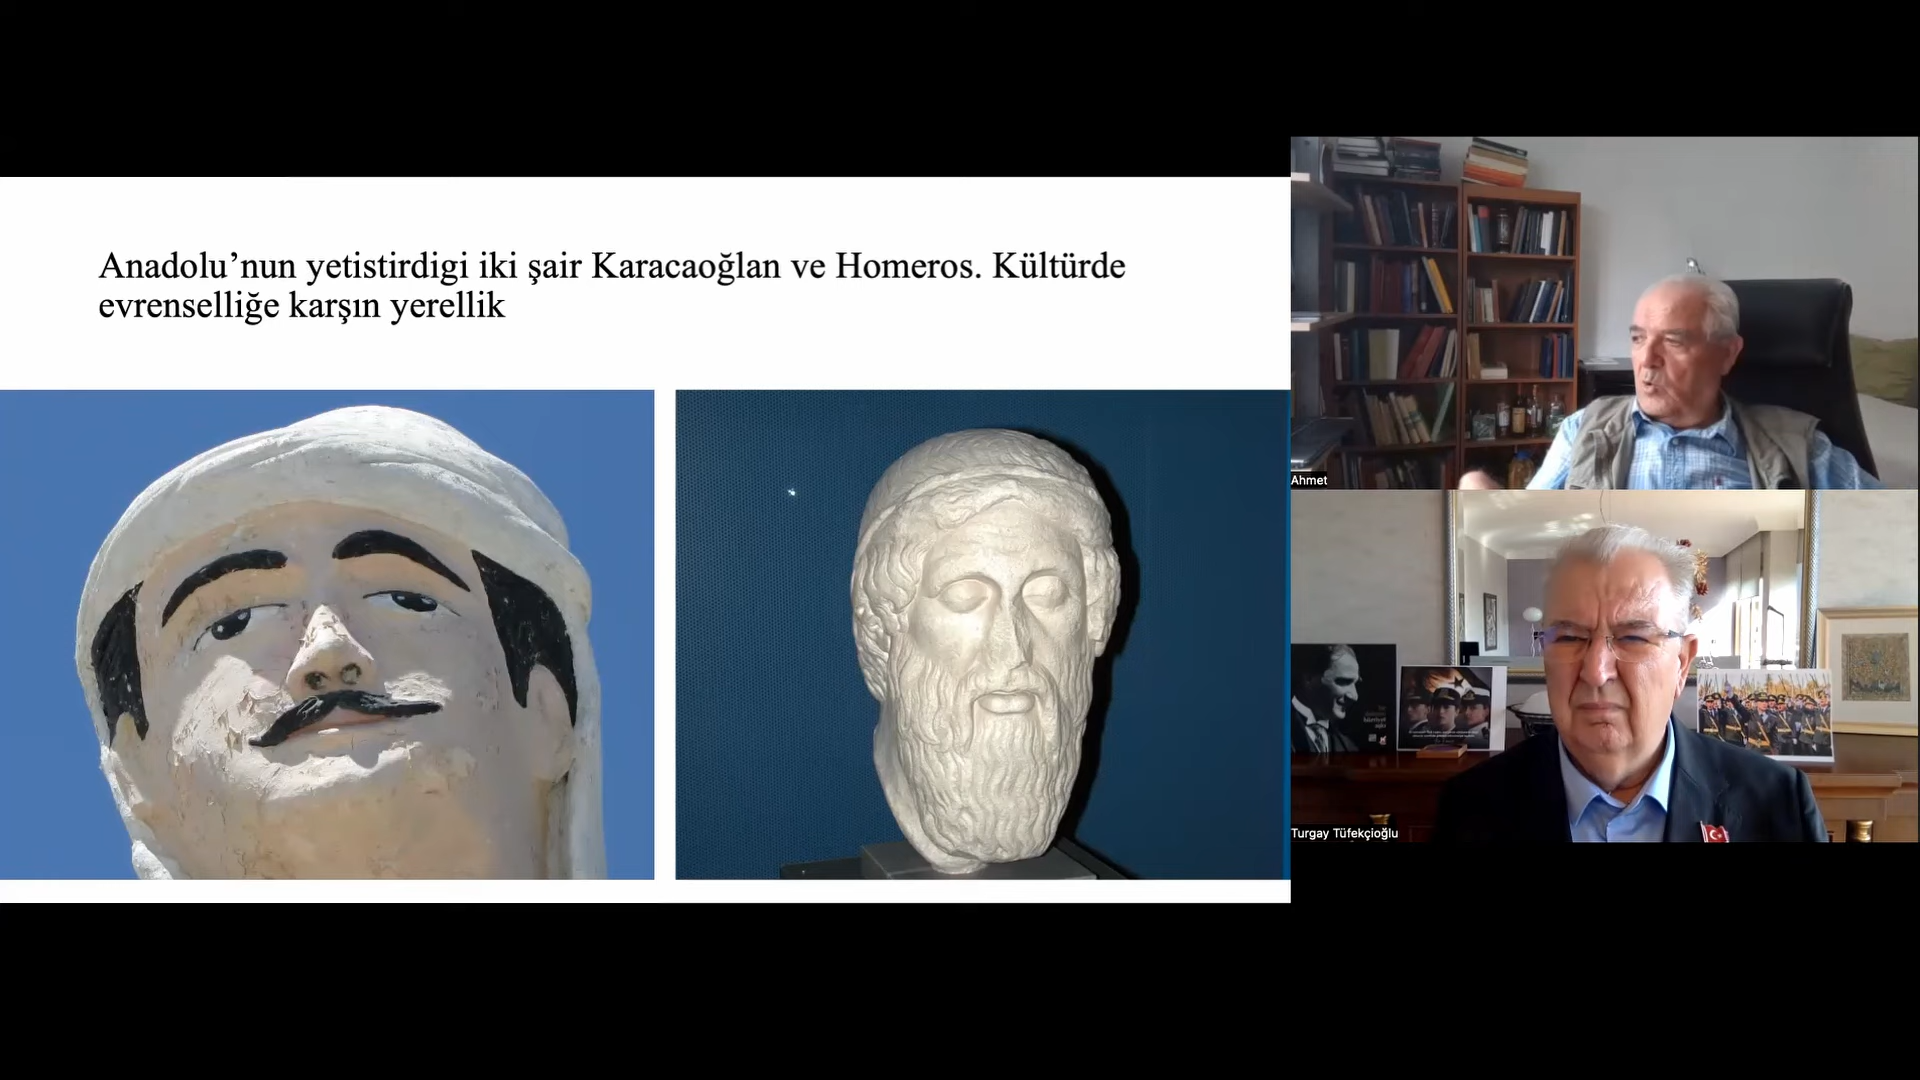 Anadolu’nun yetistirdigi iki şair Karacaoğlan ve Homeros. Kültürde
evrenselliğe karşın yerellik
Ahmet
Turgay Tüfekçioğlu